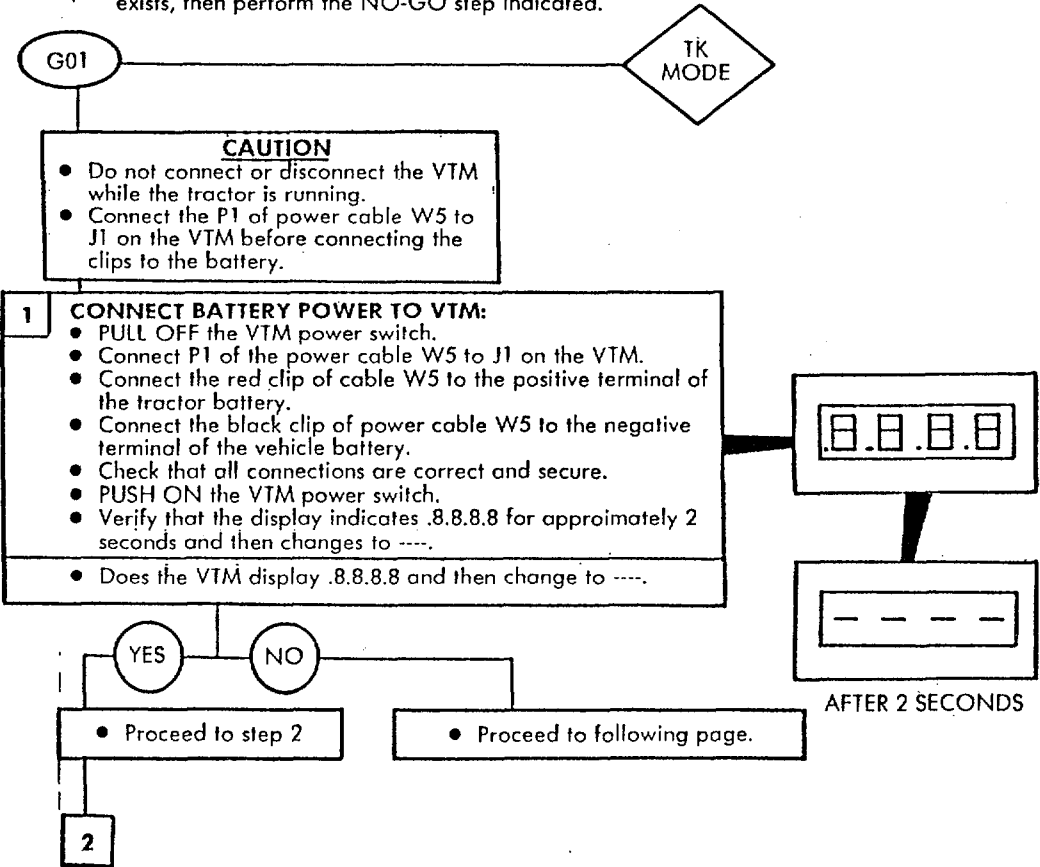 exists, then perform the NO-GO step indicated.
G01
TK
MODE
CAUTION
● Do not connect or disconnect the VTM
while the tractor is running.
● Connect the P1 of power cable W5 to
J1 on the VTM before connecting the
clips to the battery.
1
CONNECT BATTERY POWER TO VTM:
● PULL OFF the VTM power switch.
● Connect P1 of the power cable W5 to J1 on the VTM.
● Connect the red clip of cable W5 to the positive terminal of
the tractor battery.
● Connect the black clip of power cable W5 to the negative
terminal of the vehicle battery.
● Check that all connections are correct and secure.
● PUSH ON the VTM power switch.
● Verify that the display indicates .8.8.8.8 for approimately 2
seconds and then changes to ----.
● Does the VTM display .8.8.8.8 and then change to ----.
.8.8.8.8
– – – –
AFTER 2 SECONDS
YES
NO
● Proceed to step 2
● Proceed to following page.
2